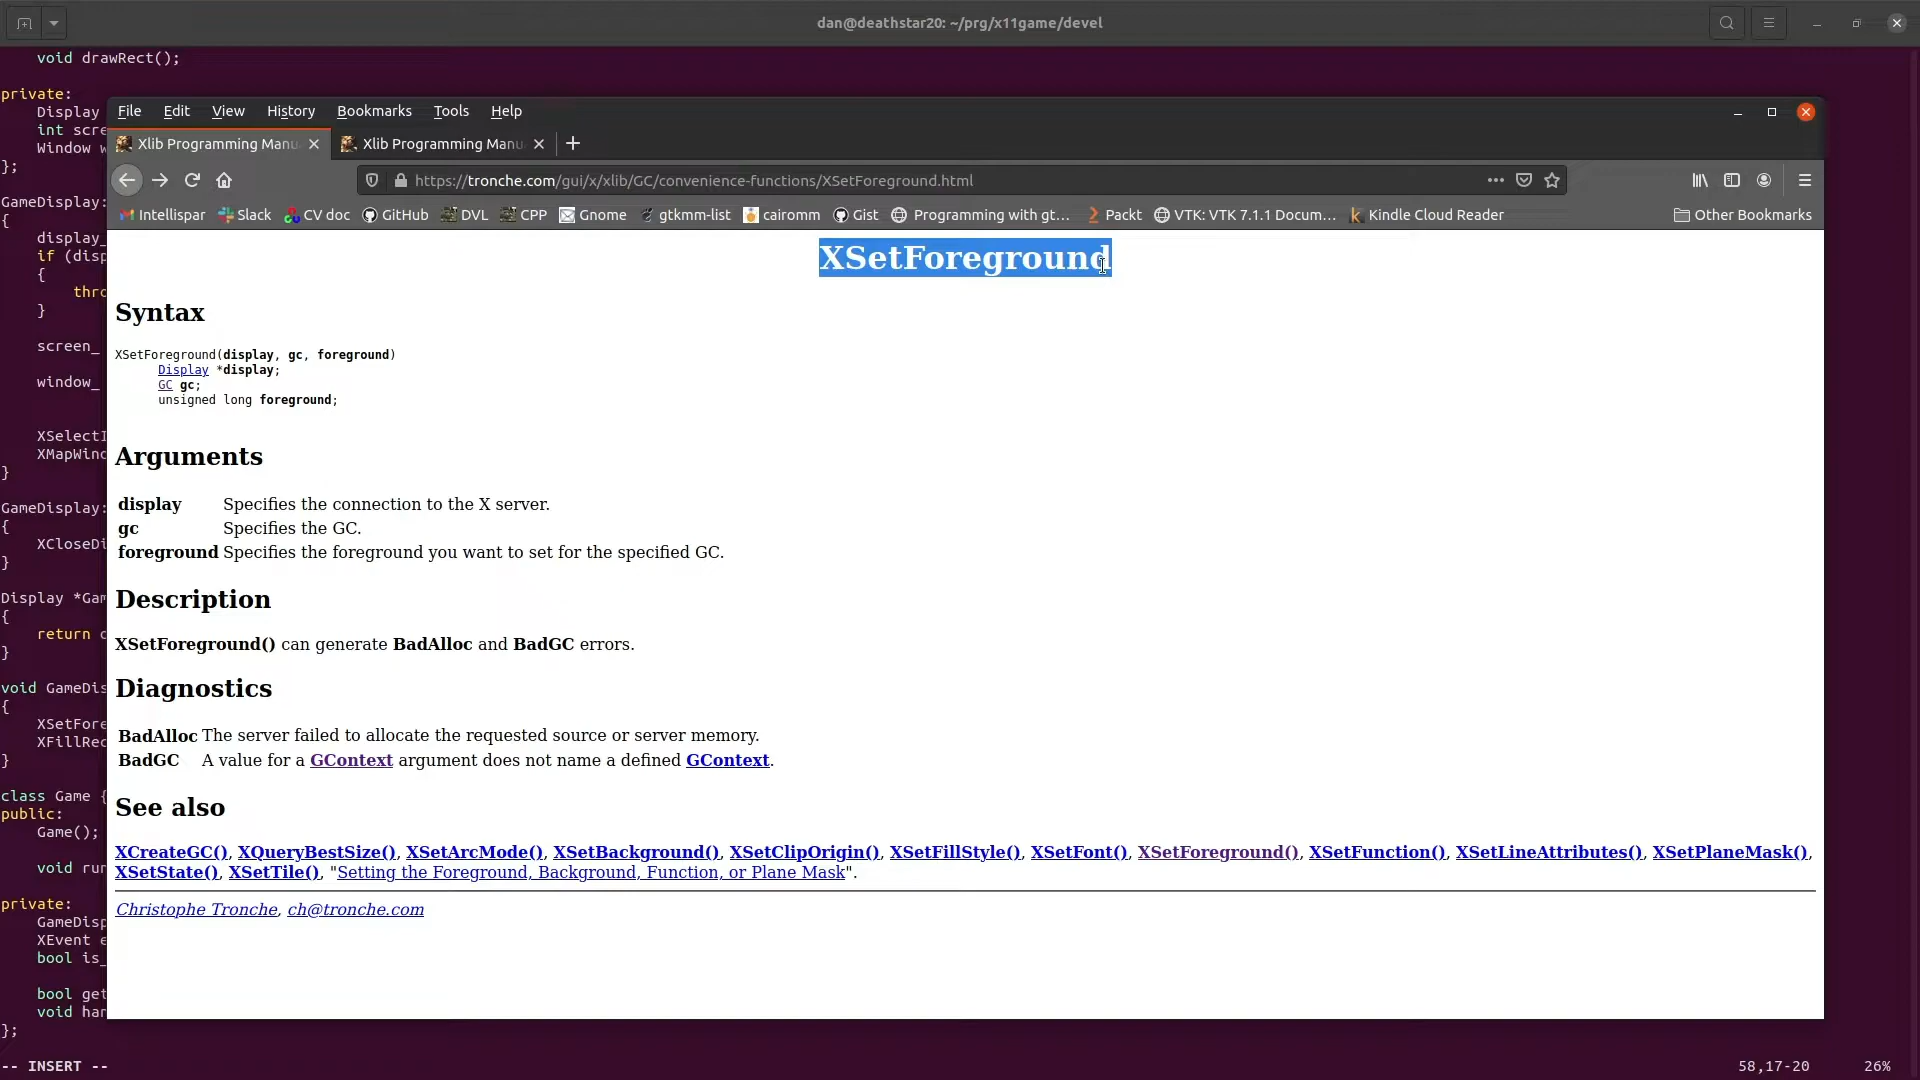 dan@deathstar20: ~/prg/x11game/devel
void drawRect();
private:
Display
int scre
Window w
};
GameDisplay:
{
display_
if (disp
{
thro
}
screen_
window_
XSelectI
XMapWind
}
GameDisplay:
{
XCloseDi
}
Display *Gam
{
return d
}
void GameDis
{
XSetFore
XFillRec
}
class Game {
public:
Game();
void run
private:
GameDisp
XEvent e
bool is_
bool get
void han
};
-- INSERT --
58,17-20
26%
File Edit View History Bookmarks Tools Help
Xlib Programming Manu
Xlib Programming Manu
https://tronche.com/gui/x/xlib/GC/convenience-functions/XSetForeground.html
Intellispar Slack CV doc GitHub DVL CPP Gnome gtkmm-list cairomm Gist Programming with gt... Packt VTK: VTK 7.1.1 Docum... Kindle Cloud Reader Other Bookmarks
XSetForeground
Syntax
XSetForeground(display, gc, foreground)
Display *display;
GC gc;
unsigned long foreground;
Arguments
display Specifies the connection to the X server.
gc Specifies the GC.
foreground Specifies the foreground you want to set for the specified GC.
Description
XSetForeground() can generate BadAlloc and BadGC errors.
Diagnostics
BadAlloc The server failed to allocate the requested source or server memory.
BadGC A value for a GContext argument does not name a defined GContext.
See also
XCreateGC(), XQueryBestSize(), XSetArcMode(), XSetBackground(), XSetClipOrigin(), XSetFillStyle(), XSetFont(), XSetForeground(), XSetFunction(), XSetLineAttributes(), XSetPlaneMask(),
XSetState(), XSetTile(), "Setting the Foreground, Background, Function, or Plane Mask".
Christophe Tronche, ch@tronche.com